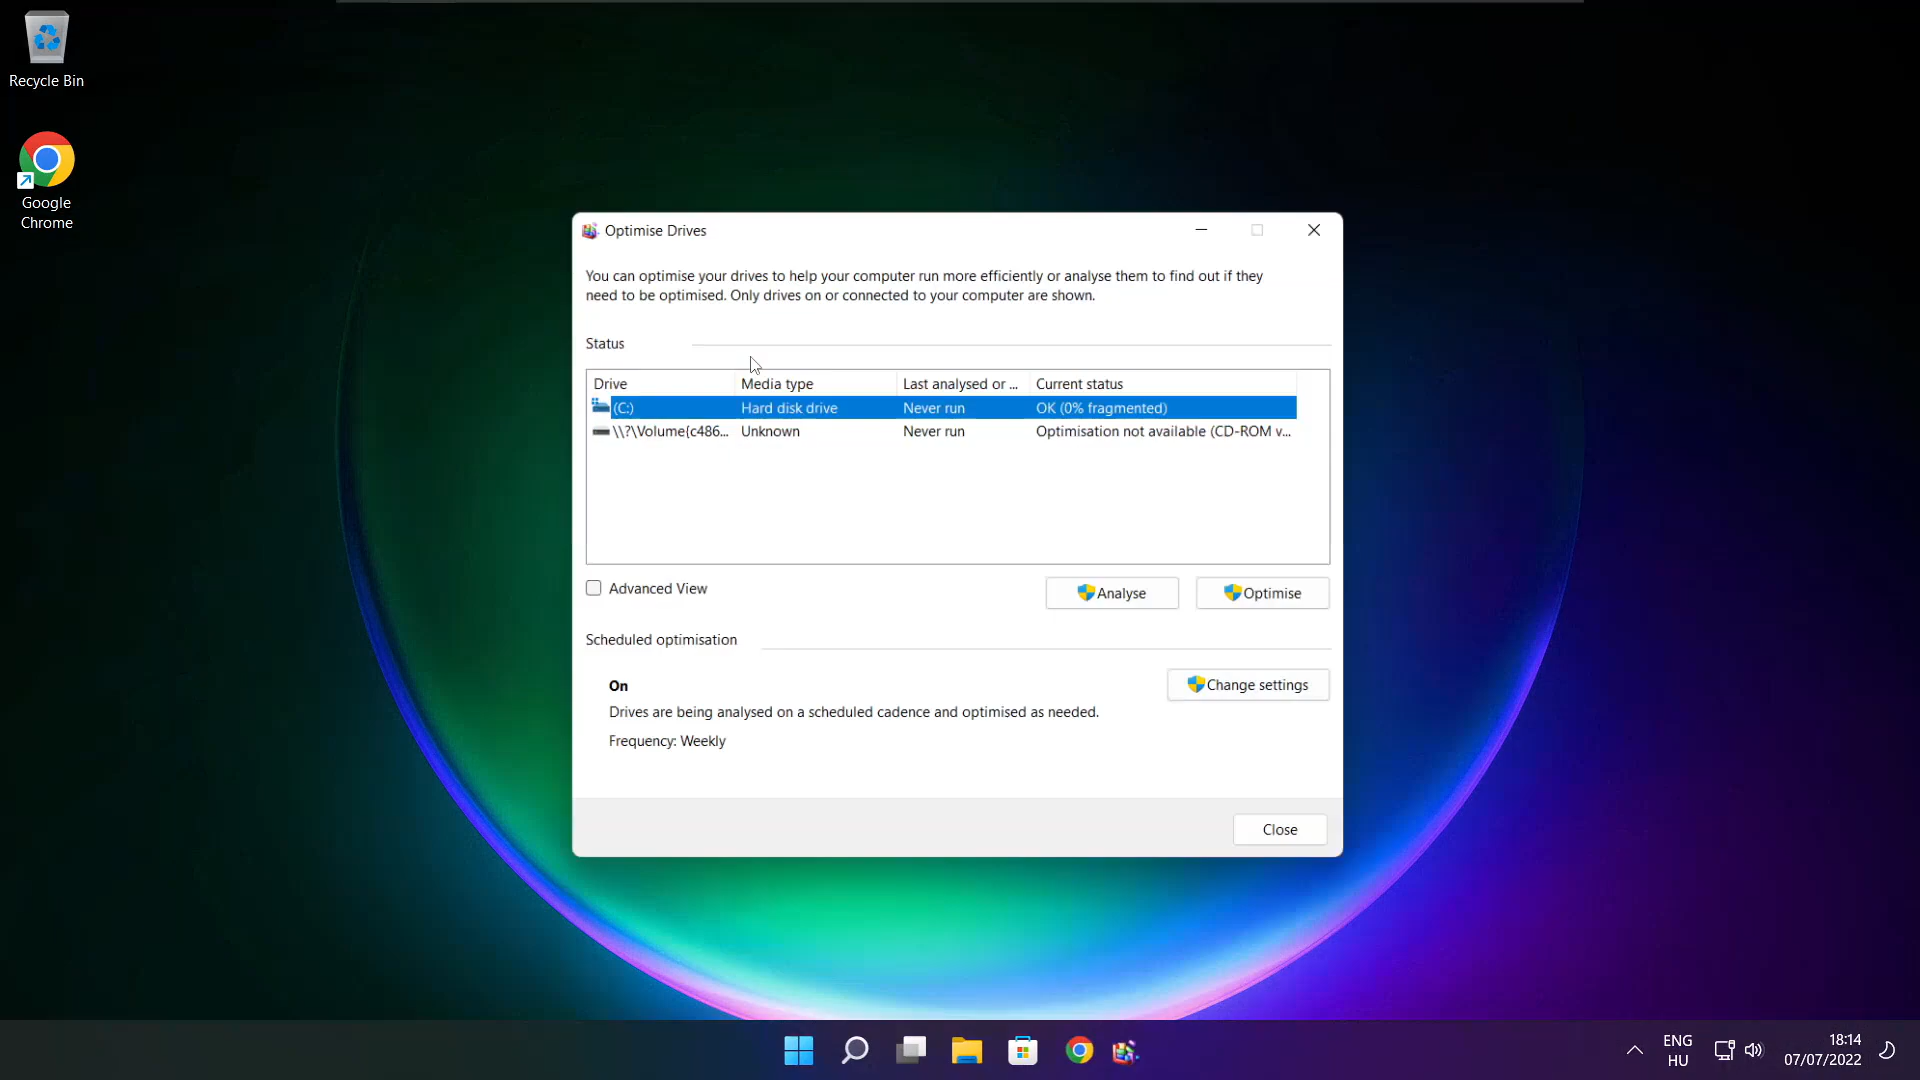 Recycle Bin
Google
Chrome
Optimise Drives
You can optimise your drives to help your computer run more efficiently or analyse them to find out if they
need to be optimised. Only drives on or connected to your computer are shown.
Status
Drive Media type Last analysed or ... Current status
(C:) Hard disk drive Never run OK (0% fragmented)
\\?\Volume{c486... Unknown Never run Optimisation not available (CD-ROM v...
Advanced View
Analyse
Optimise
Scheduled optimisation
On
Change settings
Drives are being analysed on a scheduled cadence and optimised as needed.
Frequency: Weekly
Close
ENG
HU
18:14
07/07/2022